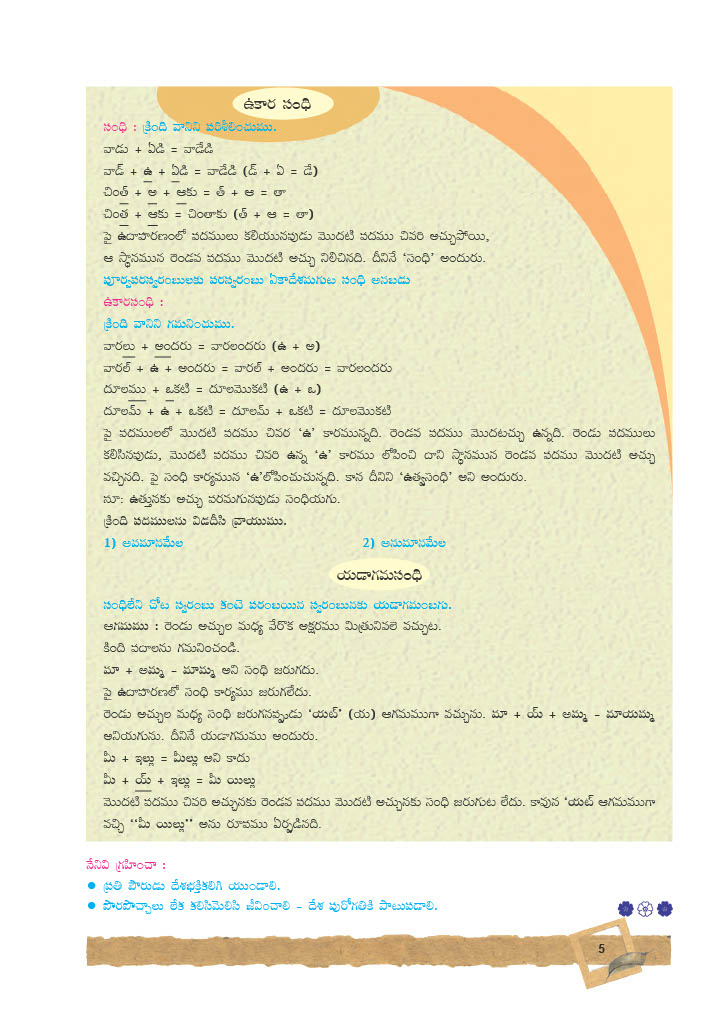 ఉకార సంధి
సంధి : క్రింది వానిని పరిశీలించుము.
వాడు + ఏడి = వాడేడి
వాడ్ + ఉ + ఏడి = వాడేడి (డ్ + ఏ = డే)
చింత్ + అ + ఆకు = త్ + ఆ = తా
చింత + ఆకు = చింతాకు (త్ + ఆ = తా)
పై ఉదాహరణంలో పదములు కలియునపుడు మొదటి పదము చివరి అచ్చుపోయి,
ఆ స్థానమున రెండవ పదము మొదటి అచ్చు నిలిచినది. దీనినే ‘సంధి’ అందురు.
పూర్వపరస్వరంబులకు పరస్వరంబు ఏకాదేశమగుట సంధి అనబడు
ఉకారసంధి :
క్రింది వానిని గమనించుము.
వారలు + అందరు = వారలందరు (ఉ + అ)
వారల్ + ఉ + అందరు = వారల్ + అందరు = వారలందరు
దూలము + ఒకటి = దూలమొకటి (ఉ + ఒ)
దూలమ్ + ఉ + ఒకటి = దూలమ్ + ఒకటి = దూలమొకటి
పై పదములలో మొదటి పదము చివర ‘ఉ’ కారమున్నది. రెండవ పదము మొదటచ్చు ఉన్నది. రెండు పదములు
కలిసినపుడు, మొదటి పదము చివరి ఉన్న ‘ఉ’ కారము లోపించి దాని స్థానమున రెండవ పదము మొదటి అచ్చు
వచ్చినది. పై సంధి కార్యమున ‘ఉ’లోపించుచున్నది. కాన దీనిని ‘ఉత్వసంధి’ అని అందురు.
సూ: ఉత్తునకు అచ్చు పరమగునపుడు సంధియగు.
క్రింది పదములను విడదీసి వ్రాయుము.
1) అవమానమేల 2) అనుమానమేల
యడాగమసంధి
సంధిలేని చోట స్వరంబు కంటె పరంబయిన స్వరంబునకు యడాగమంబగు.
ఆగమము : రెండు అచ్చుల మధ్య వేరొక అక్షరము మిత్రునివలె వచ్చుట.
కింది పదాలను గమనించండి.
మా + అమ్మ – మామ్మ అని సంధి జరుగదు.
పై ఉదాహరణలో సంధి కార్యము జరుగలేదు.
రెండు అచ్చుల మధ్య సంధి జరుగనప్పుడు ‘యట్’ (య) ఆగమముగా వచ్చును. మా + య్ + అమ్మ – మాయమ్మ
అనియగును. దీనినే యడాగమము అందురు.
మీ + ఇల్లు = మీల్లు అని కాదు
మీ + య్ + ఇల్లు = మీ యిల్లు
మొదటి పదము చివరి అచ్చునకు రెండవ పదము మొదటి అచ్చునకు సంధి జరుగుట లేదు. కావున ‘యట్ ఆగమముగా
వచ్చి ‘‘మీ యిల్లు’’ అను రూపము ఏర్పడినది.
నేనివి గ్రహించా :
● ప్రతి పౌరుడు దేశభక్తికలిగి యుండాలి.
● పొరపొచ్చాలు లేక కలిసిమెలిసి జీవించాలి – దేశ పురోగతికి పాటుపడాలి.
5